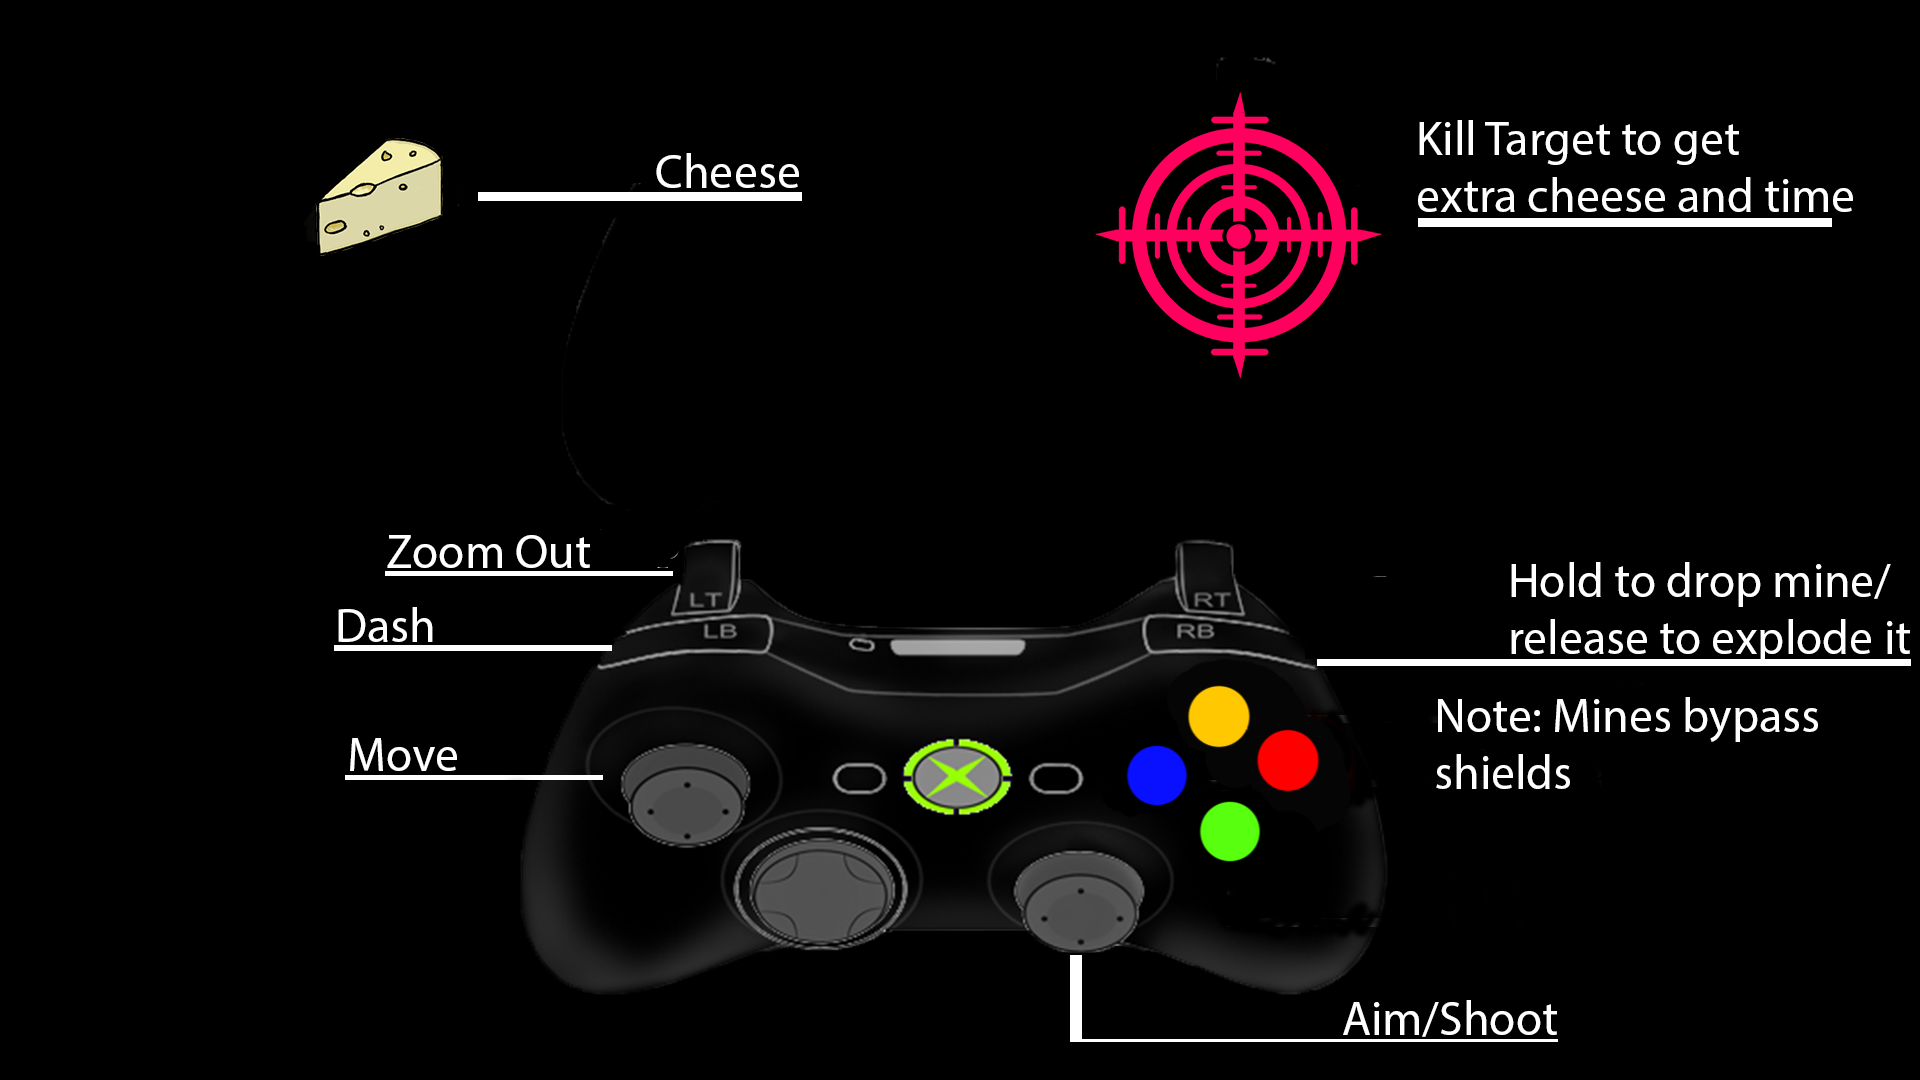 Cheese
Kill Target to get
extra cheese and time
Zoom Out
LT
RT
Hold to drop mine/
release to explode it
Dash
LB
RB
Note: Mines bypass
shields
Move
Aim/Shoot